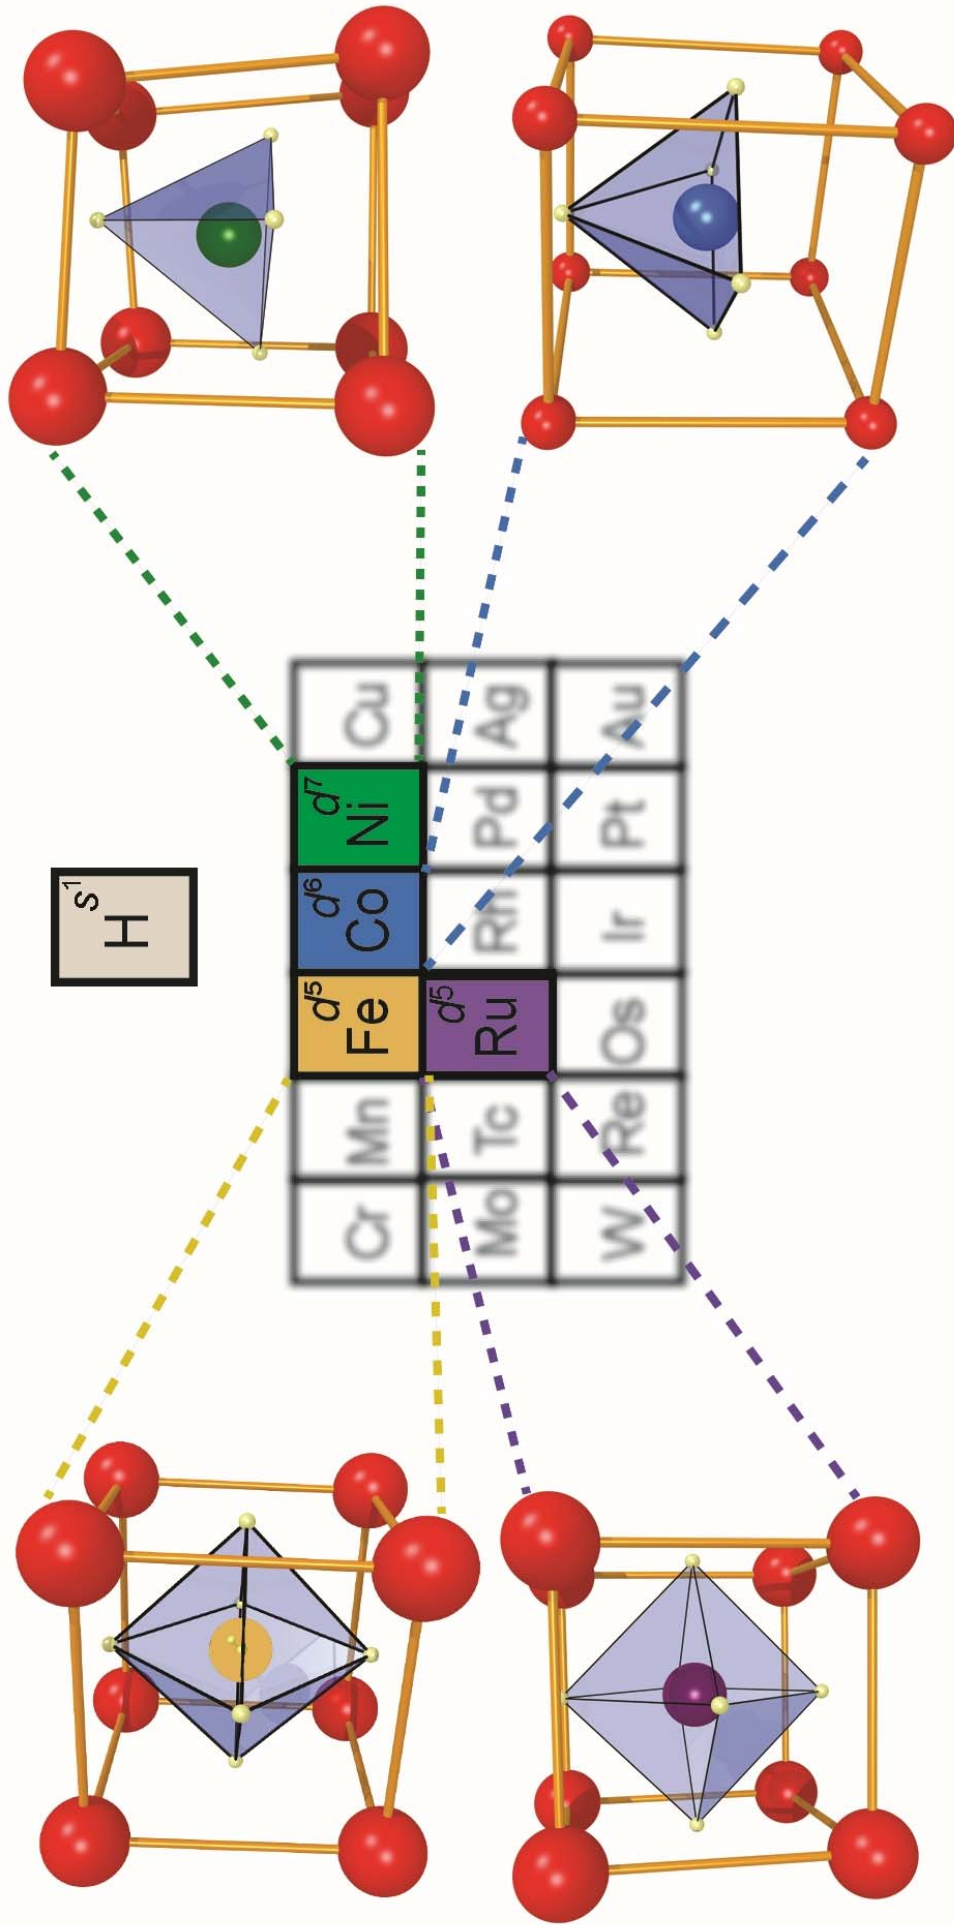 s¹
H
d⁵ d⁶ d⁷
Cr Mn Fe Co Ni Cu
d⁵
Mo Tc Ru Rh Pd Ag
W Re Os Ir Pt Au